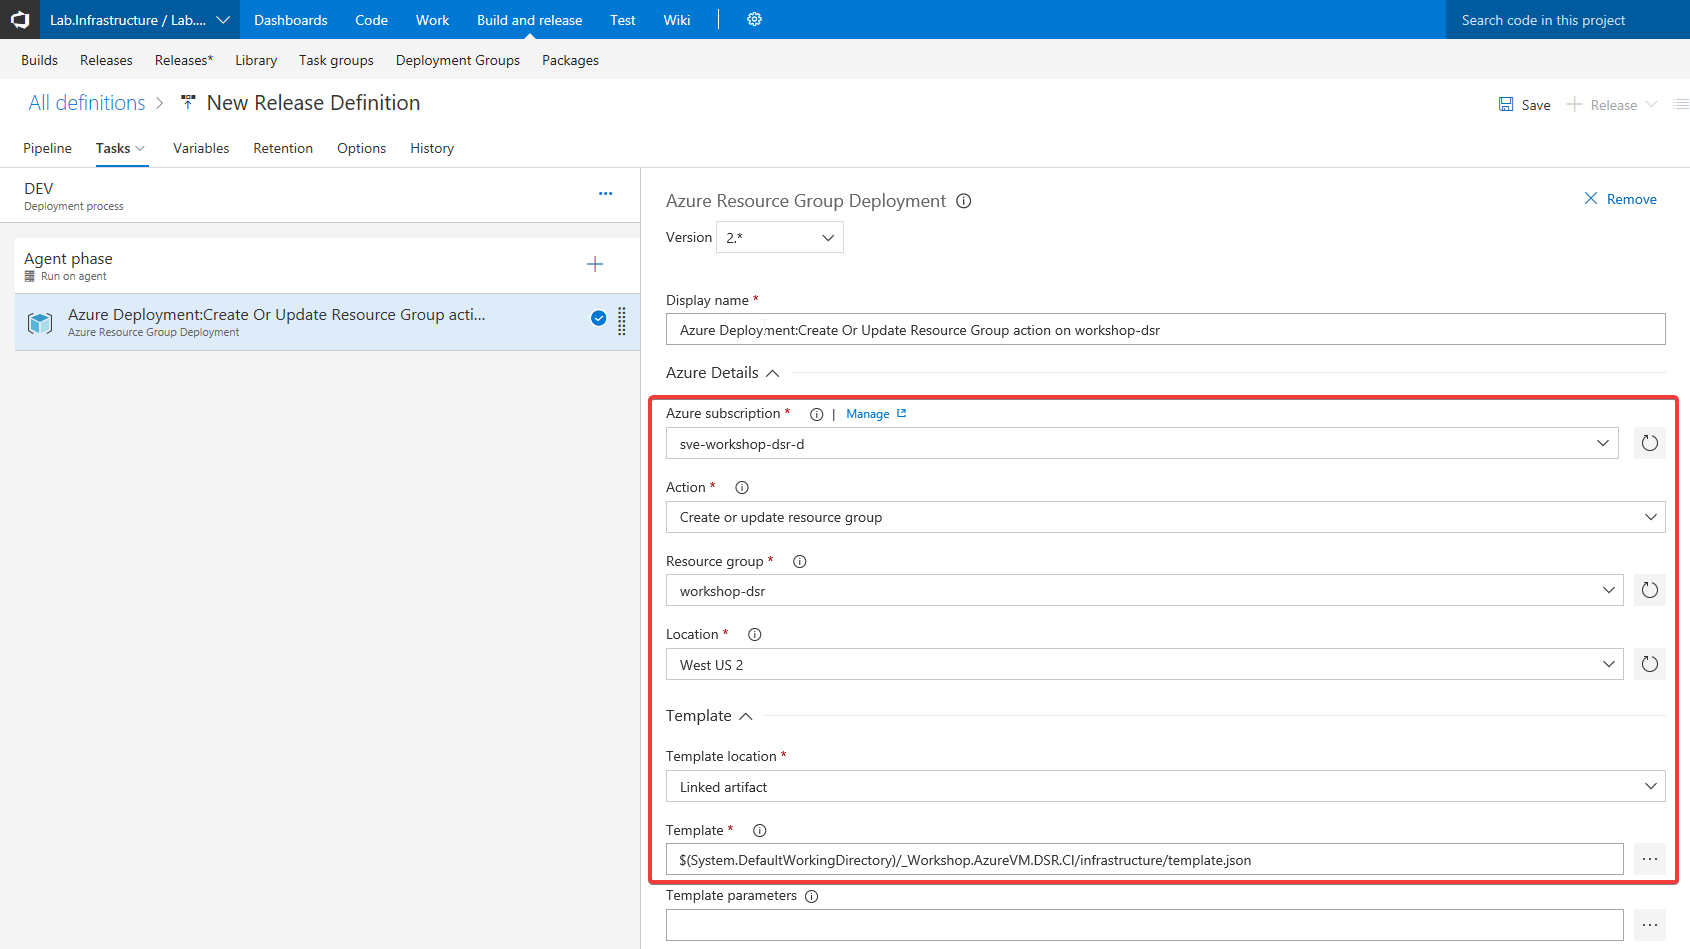 Lab.Infrastructure / Lab.... Dashboards Code Work Build and release Test Wiki Search code in this project
Builds Releases Releases* Library Task groups Deployment Groups Packages
All definitions > New Release Definition
Save + Release
Pipeline Tasks Variables Retention Options History
DEV
Deployment process
Agent phase
Run on agent
Azure Deployment:Create Or Update Resource Group acti...
Azure Resource Group Deployment
Azure Resource Group Deployment
Remove
Version 2.*
Display name *
Azure Deployment:Create Or Update Resource Group action on workshop-dsr
Azure Details
Azure subscription * | Manage
sve-workshop-dsr-d
Action *
Create or update resource group
Resource group *
workshop-dsr
Location *
West US 2
Template
Template location *
Linked artifact
Template *
$(System.DefaultWorkingDirectory)/_Workshop.AzureVM.DSR.CI/infrastructure/template.json
Template parameters